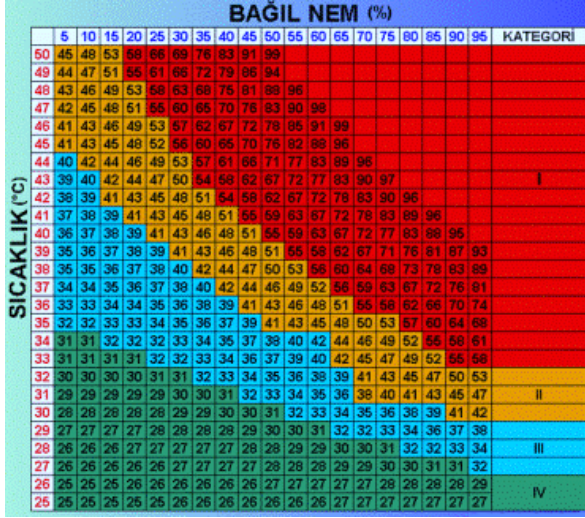 BAĞIL NEM (%)
5 10 15 20 25 30 35 40 45 50 55 60 65 70 75 80 85 90 95 KATEGORİ
SICAKLIK (°C)
50 45 48 53 58 66 69 76 83 91 99
49 44 47 51 55 61 66 72 79 86 94
48 43 46 49 53 58 63 68 75 81 88 96
47 42 45 48 51 55 60 65 70 76 83 90 98
46 41 43 46 49 53 57 62 67 72 78 85 91 99
45 41 43 45 48 52 56 60 65 70 76 82 88 96
44 40 42 44 46 49 53 57 61 66 71 77 83 89 96
43 39 40 42 44 47 50 54 58 62 67 72 77 83 90 97 I
42 38 39 41 43 45 48 51 54 58 62 67 72 78 83 90 96
41 37 38 39 41 43 45 48 51 55 59 63 67 72 78 83 89 96
40 36 37 38 39 41 43 46 48 51 55 59 63 67 72 77 83 88 95
39 35 36 37 38 39 41 43 46 48 51 55 58 62 67 71 76 81 87 93
38 35 35 36 37 38 40 42 44 47 50 53 56 60 64 68 73 78 83 89
37 34 34 35 36 37 38 40 42 44 46 49 52 56 59 63 67 72 76 81
36 33 33 34 34 35 36 38 39 41 43 46 48 51 55 58 62 66 70 74
35 32 32 33 33 34 35 36 37 39 41 43 45 48 50 53 57 60 64 68
34 31 31 32 32 32 33 34 35 37 38 40 42 44 46 49 52 55 58 61
33 31 31 31 31 32 32 33 34 36 37 39 40 42 45 47 49 52 55 58
32 30 30 30 30 31 31 32 33 34 35 36 38 39 41 43 45 47 50 53
31 29 29 29 29 29 30 30 31 32 33 34 35 36 38 40 41 43 45 47 II
30 28 28 28 28 28 29 29 30 30 31 32 33 34 35 36 38 39 41 42
29 27 27 27 27 28 28 28 28 29 30 30 31 32 32 33 34 36 37 38
28 26 26 26 27 27 27 27 28 28 28 29 29 30 30 31 32 32 33 34 III
27 26 26 26 26 26 27 27 27 27 28 28 28 29 29 30 30 31 31 32
26 25 25 25 25 26 26 26 26 26 27 27 27 27 27 28 28 28 28 29
25 25 25 25 25 25 25 26 26 26 26 26 26 27 27 27 27 27 27 27 IV